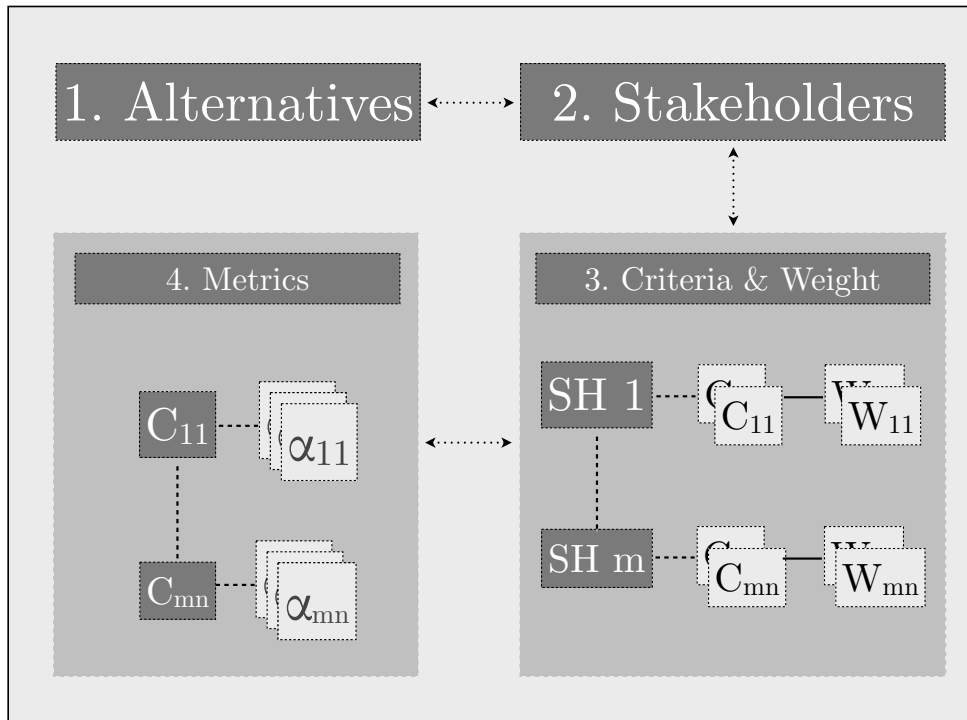 1. Alternatives
2. Stakeholders
4. Metrics
C₁₁
α₁₁
Cₘₙ
αₘₙ
3. Criteria & Weight
SH 1
C₁₁
W₁₁
SH m
Cₘₙ
Wₘₙ